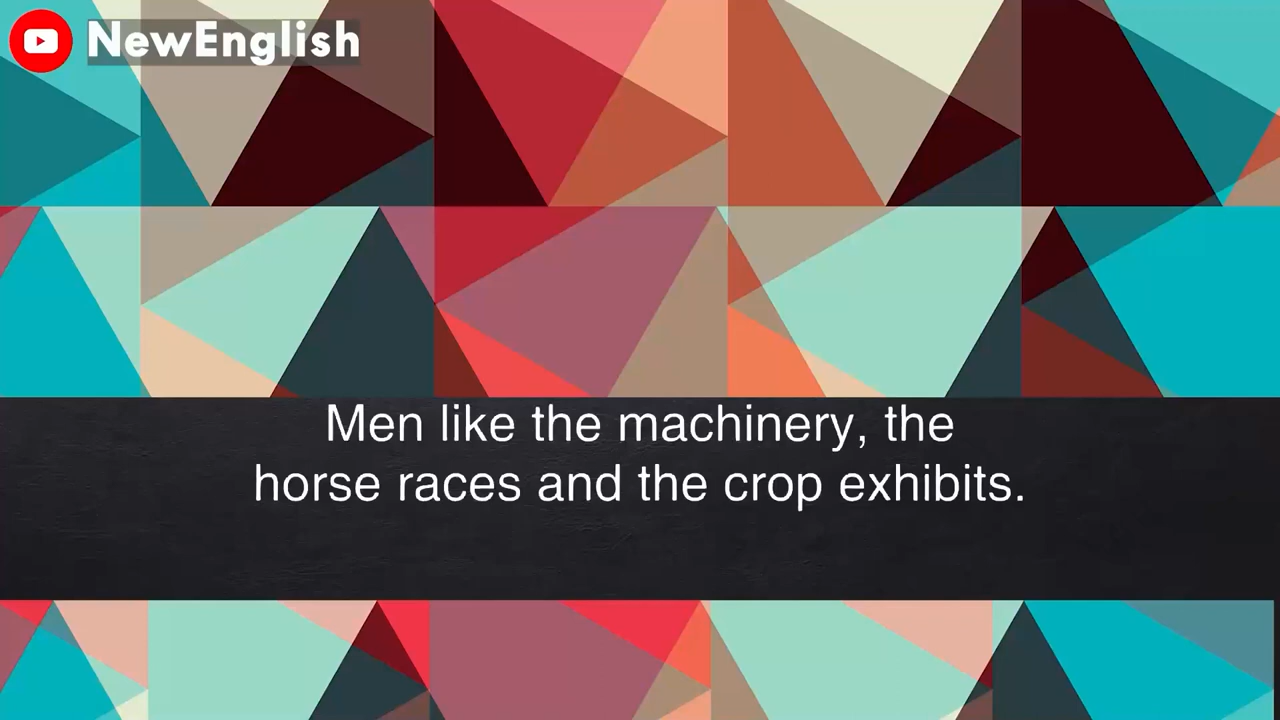 NewEnglish
Men like the machinery, the
horse races and the crop exhibits.